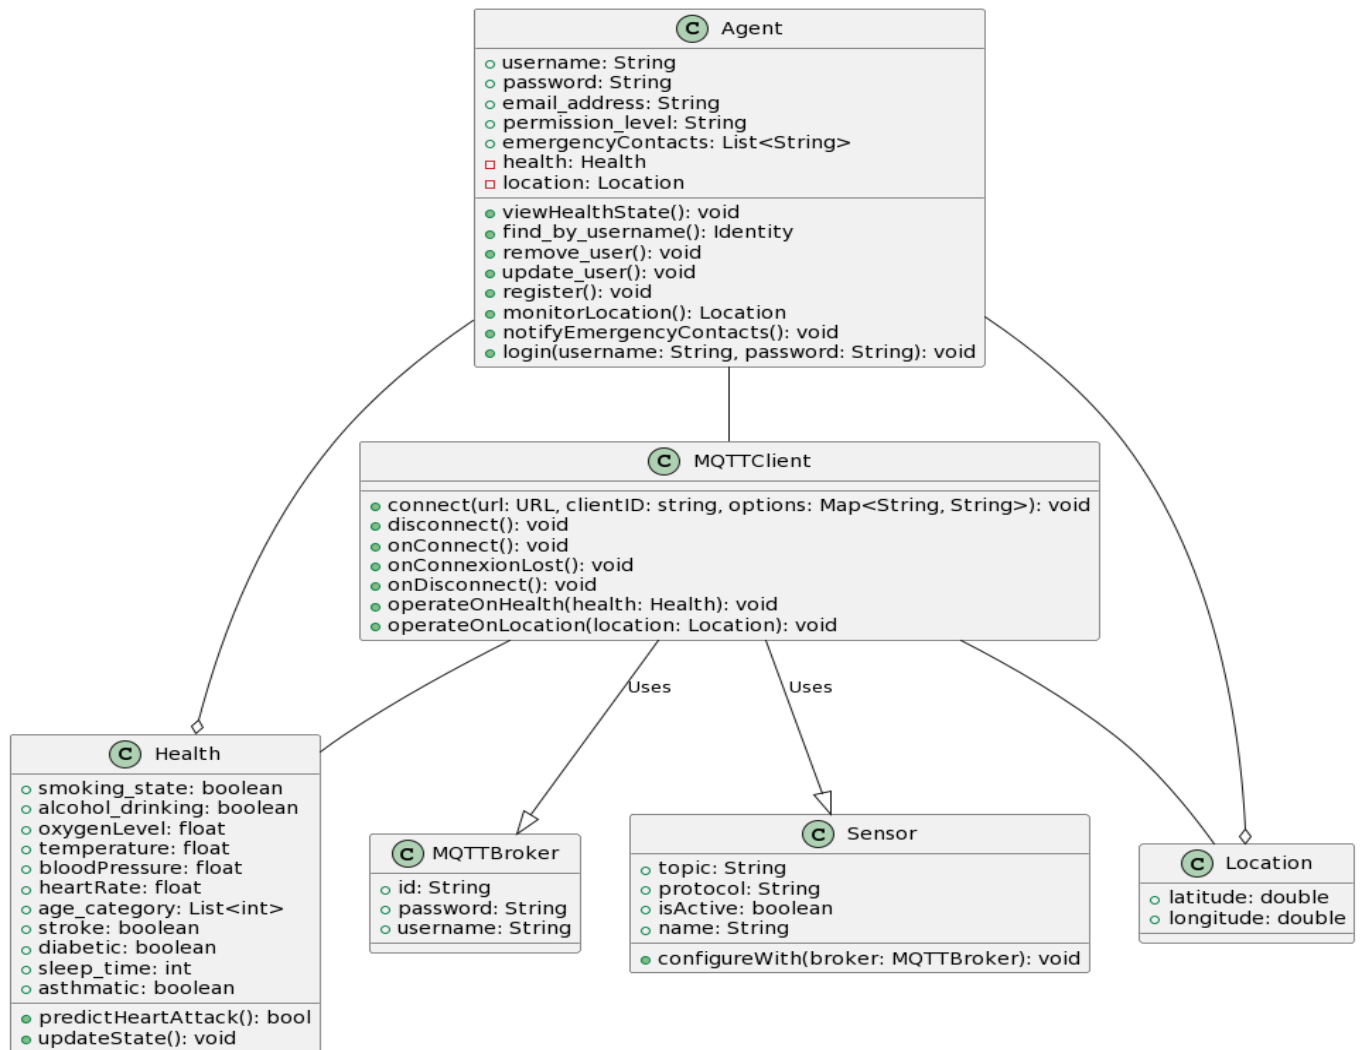 C Agent
username: String
password: String
email_address: String
permission_level: String
emergencyContacts: List<String>
health: Health
location: Location
viewHealthState(): void
find_by_username(): Identity
remove_user(): void
update_user(): void
register(): void
monitorLocation(): Location
notifyEmergencyContacts(): void
login(username: String, password: String): void
C MQTTClient
connect(url: URL, clientID: string, options: Map<String, String>): void
disconnect(): void
onConnect(): void
onConnexionLost(): void
onDisconnect(): void
operateOnHealth(health: Health): void
operateOnLocation(location: Location): void
Uses
Uses
C Health
smoking_state: boolean
alcohol_drinking: boolean
oxygenLevel: float
temperature: float
bloodPressure: float
heartRate: float
age_category: List<int>
stroke: boolean
diabetic: boolean
sleep_time: int
asthmatic: boolean
predictHeartAttack(): bool
updateState(): void
C MQTTBroker
id: String
password: String
username: String
C Sensor
topic: String
protocol: String
isActive: boolean
name: String
configureWith(broker: MQTTBroker): void
C Location
latitude: double
longitude: double